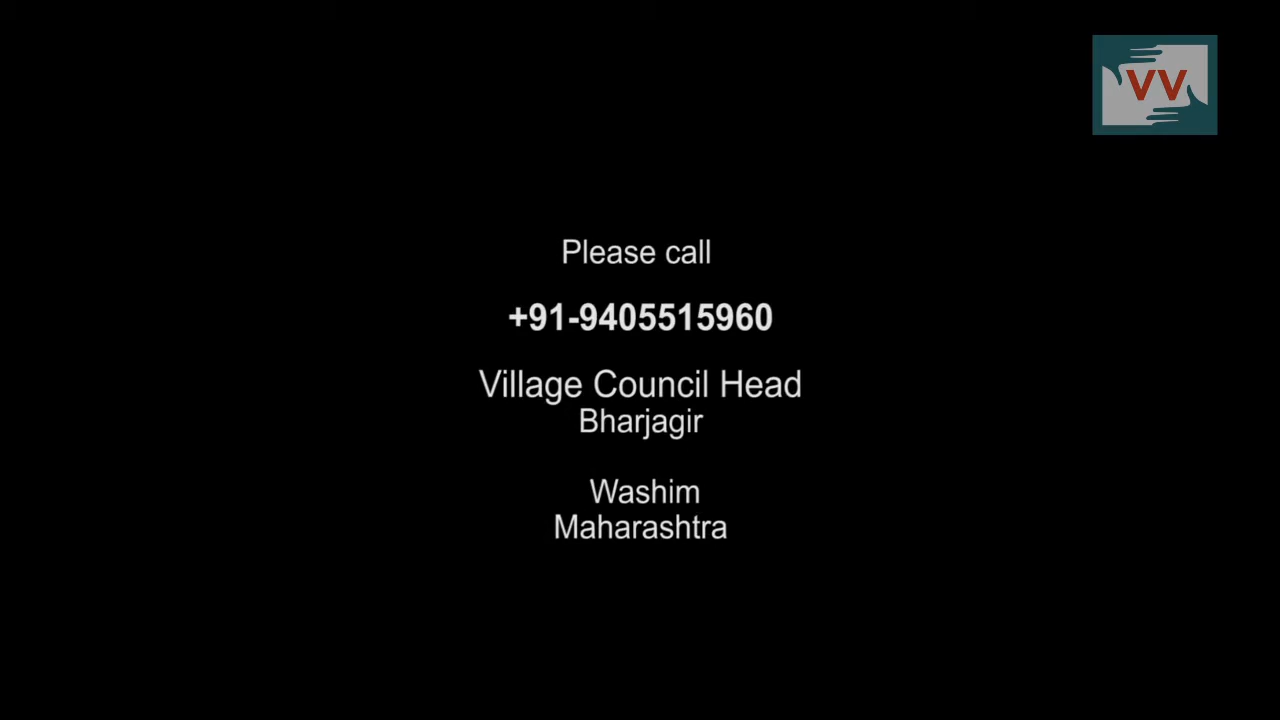 VV
Please call
+91-9405515960
Village Council Head
Bharjagir
Washim
Maharashtra